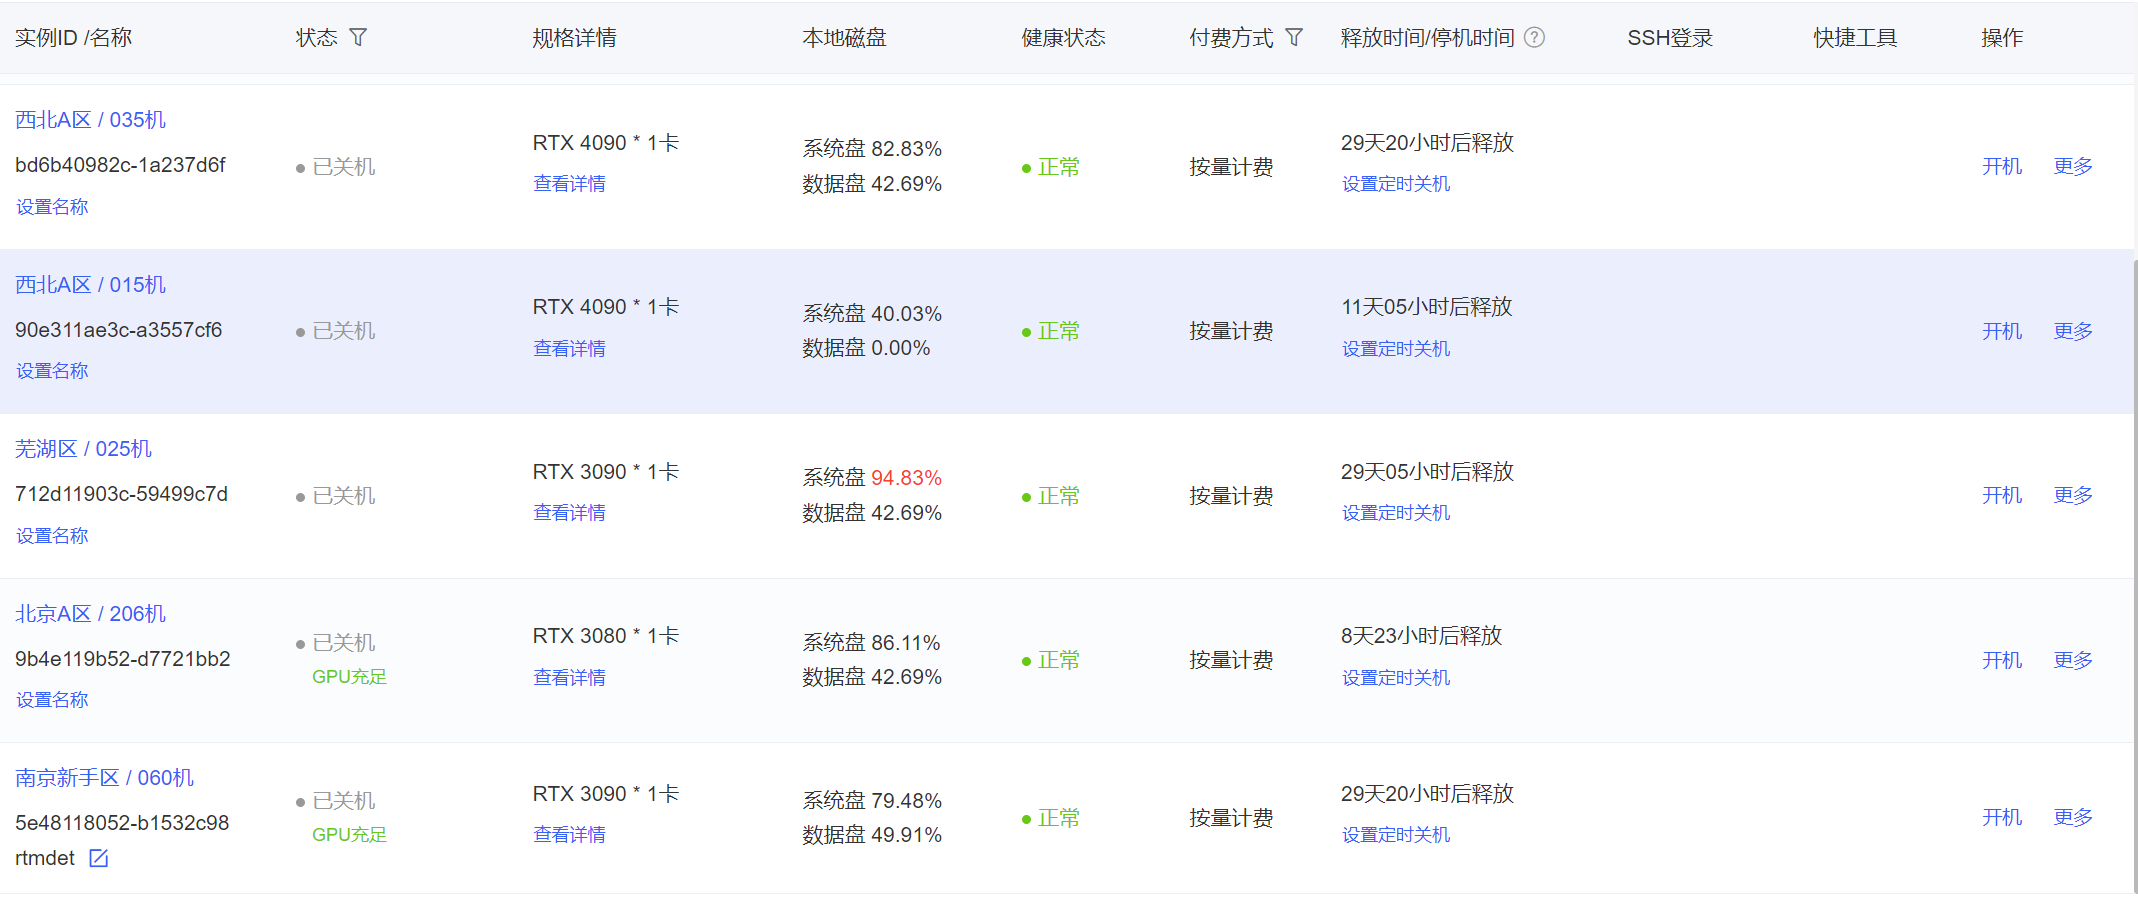 实例ID /名称 状态 规格详情 本地磁盘 健康状态 付费方式 释放时间/停机时间 ? SSH登录 快捷工具 操作
西北A区 / 035机
bd6b40982c-1a237d6f
设置名称
已关机
RTX 4090 * 1卡
查看详情
系统盘 82.83%
数据盘 42.69%
正常
按量计费
29天20小时后释放
设置定时关机
开机 更多
西北A区 / 015机
90e311ae3c-a3557cf6
设置名称
已关机
RTX 4090 * 1卡
查看详情
系统盘 40.03%
数据盘 0.00%
正常
按量计费
11天05小时后释放
设置定时关机
开机 更多
芜湖区 / 025机
712d11903c-59499c7d
设置名称
已关机
RTX 3090 * 1卡
查看详情
系统盘 94.83%
数据盘 42.69%
正常
按量计费
29天05小时后释放
设置定时关机
开机 更多
北京A区 / 206机
9b4e119b52-d7721bb2
设置名称
已关机
GPU充足
RTX 3080 * 1卡
查看详情
系统盘 86.11%
数据盘 42.69%
正常
按量计费
8天23小时后释放
设置定时关机
开机 更多
南京新手区 / 060机
5e48118052-b1532c98
rtmdet
已关机
GPU充足
RTX 3090 * 1卡
查看详情
系统盘 79.48%
数据盘 49.91%
正常
按量计费
29天20小时后释放
设置定时关机
开机 更多